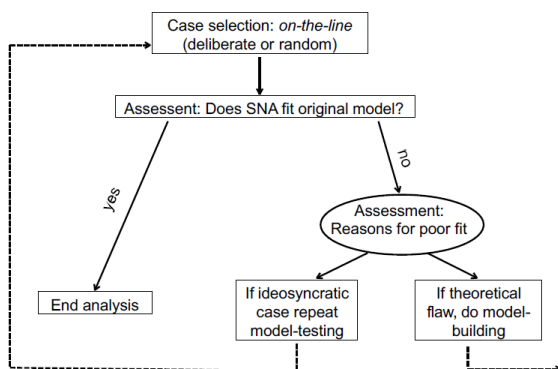 Case selection: on-the-line
(deliberate or random)
Assessent: Does SNA fit original model?
yes
no
Assessment:
Reasons for poor fit
End analysis
If ideosyncratic
case repeat
model-testing
If theoretical
flaw, do model-
building